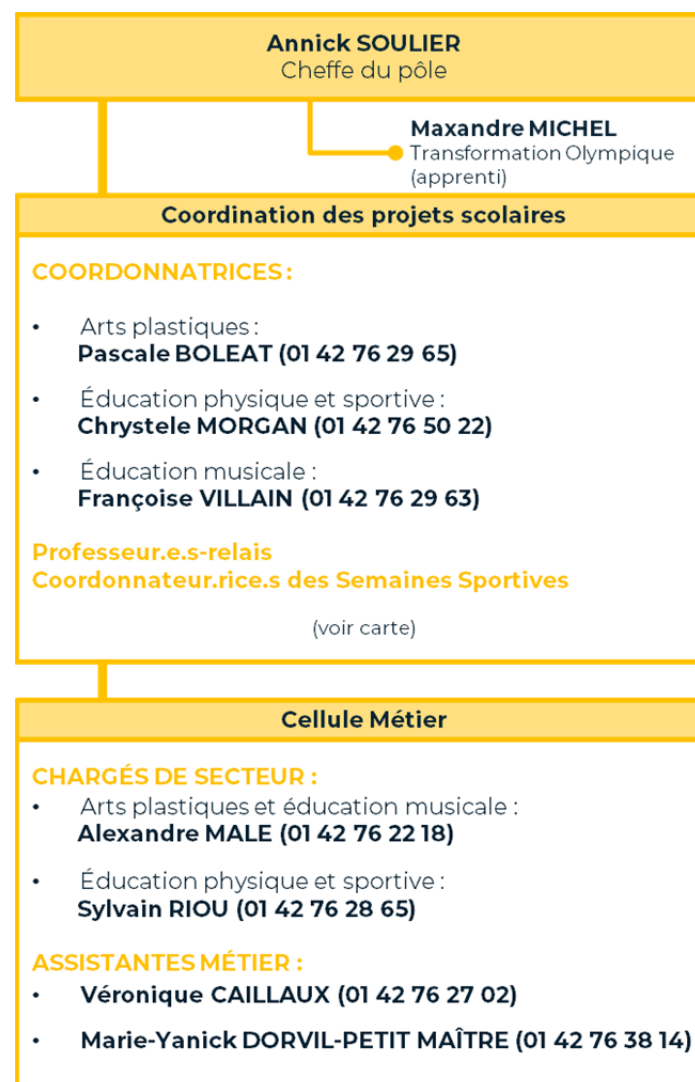 Annick SOULIER
Cheffe du pôle
Maxandre MICHEL
Transformation Olympique
(apprenti)
Coordination des projets scolaires
COORDONNATRICES :
• Arts plastiques :
Pascale BOLEAT (01 42 76 29 65)
• Éducation physique et sportive :
Chrystele MORGAN (01 42 76 50 22)
• Éducation musicale :
Françoise VILLAIN (01 42 76 29 63)
Professeur.e.s-relais
Coordonnateur.rice.s des Semaines Sportives
(voir carte)
Cellule Métier
CHARGÉS DE SECTEUR :
• Arts plastiques et éducation musicale :
Alexandre MALE (01 42 76 22 18)
• Éducation physique et sportive :
Sylvain RIOU (01 42 76 28 65)
ASSISTANTES MÉTIER :
• Véronique CAILLAUX (01 42 76 27 02)
• Marie-Yanick DORVIL-PETIT MAÎTRE (01 42 76 38 14)